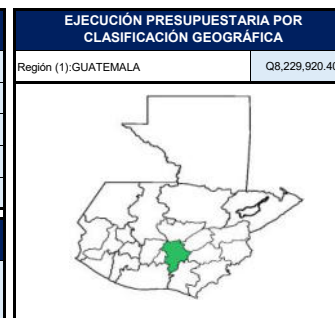 EJECUCIÓN PRESUPUESTARIA POR
CLASIFICACIÓN GEOGRÁFICA
Región (1):GUATEMALA Q8,229,920.40